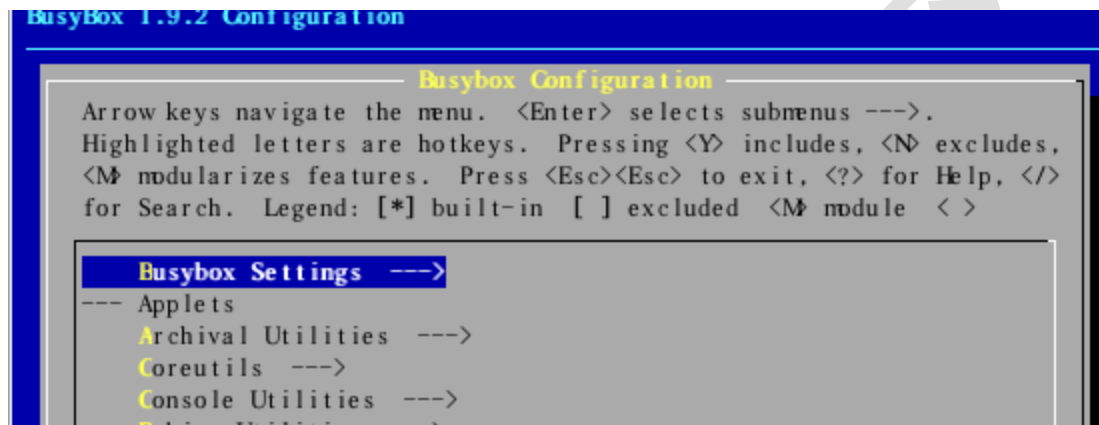 BusyBox 1.9.2 Configuration
Busybox Configuration
Arrow keys navigate the menu. <Enter> selects submenus --->.
Highlighted letters are hotkeys. Pressing <Y> includes, <N> excludes,
<M> modularizes features. Press <Esc><Esc> to exit, <?> for Help, </>
for Search. Legend: [*] built-in [ ] excluded <M> module < >
Busybox Settings --->
--- Applets
Archival Utilities --->
Coreutils --->
Console Utilities --->